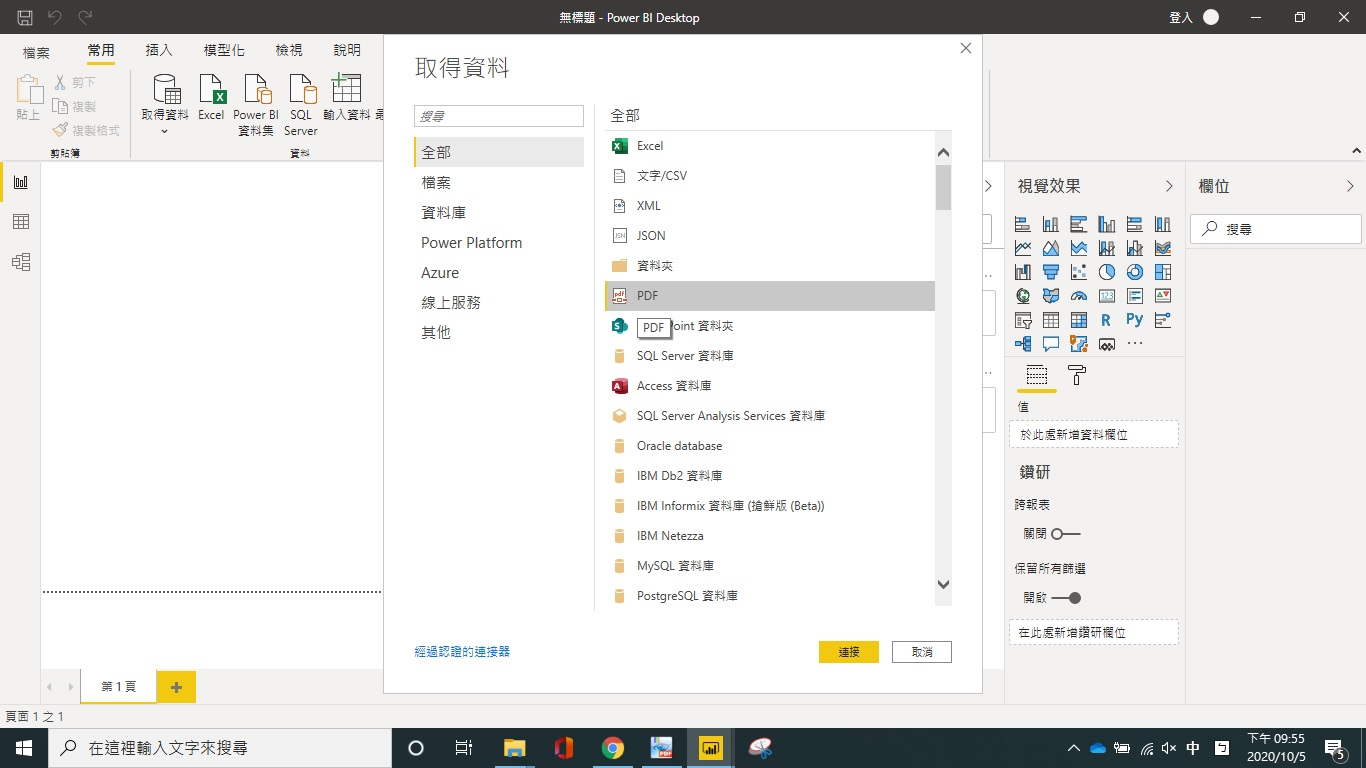 無標題 - Power BI Desktop
登入
檔案
常用
插入
模型化
檢視
說明
貼上
剪下
複製
複製格式
剪貼簿
取得資料
Excel
Power BI
資料集
SQL
Server
輸入資料
資料
取得資料
搜尋
全部
檔案
資料庫
Power Platform
Azure
線上服務
其他
全部
Excel
文字/CSV
XML
JSON
資料夾
PDF
PDF
Point 資料夾
SQL Server 資料庫
Access 資料庫
SQL Server Analysis Services 資料庫
Oracle database
IBM Db2 資料庫
IBM Informix 資料庫 (搶鮮版 (Beta))
IBM Netezza
MySQL 資料庫
PostgreSQL 資料庫
經過認證的連接器
連接
取消
視覺效果
R
Py
123
值
於此處新增資料欄位
鑽研
跨報表
關閉
保留所有篩選
開啟
在此處新增鑽研欄位
欄位
搜尋
第 1 頁
頁面 1 之 1
在這裡輸入文字來搜尋
中
下午 09:55
2020/10/5
5